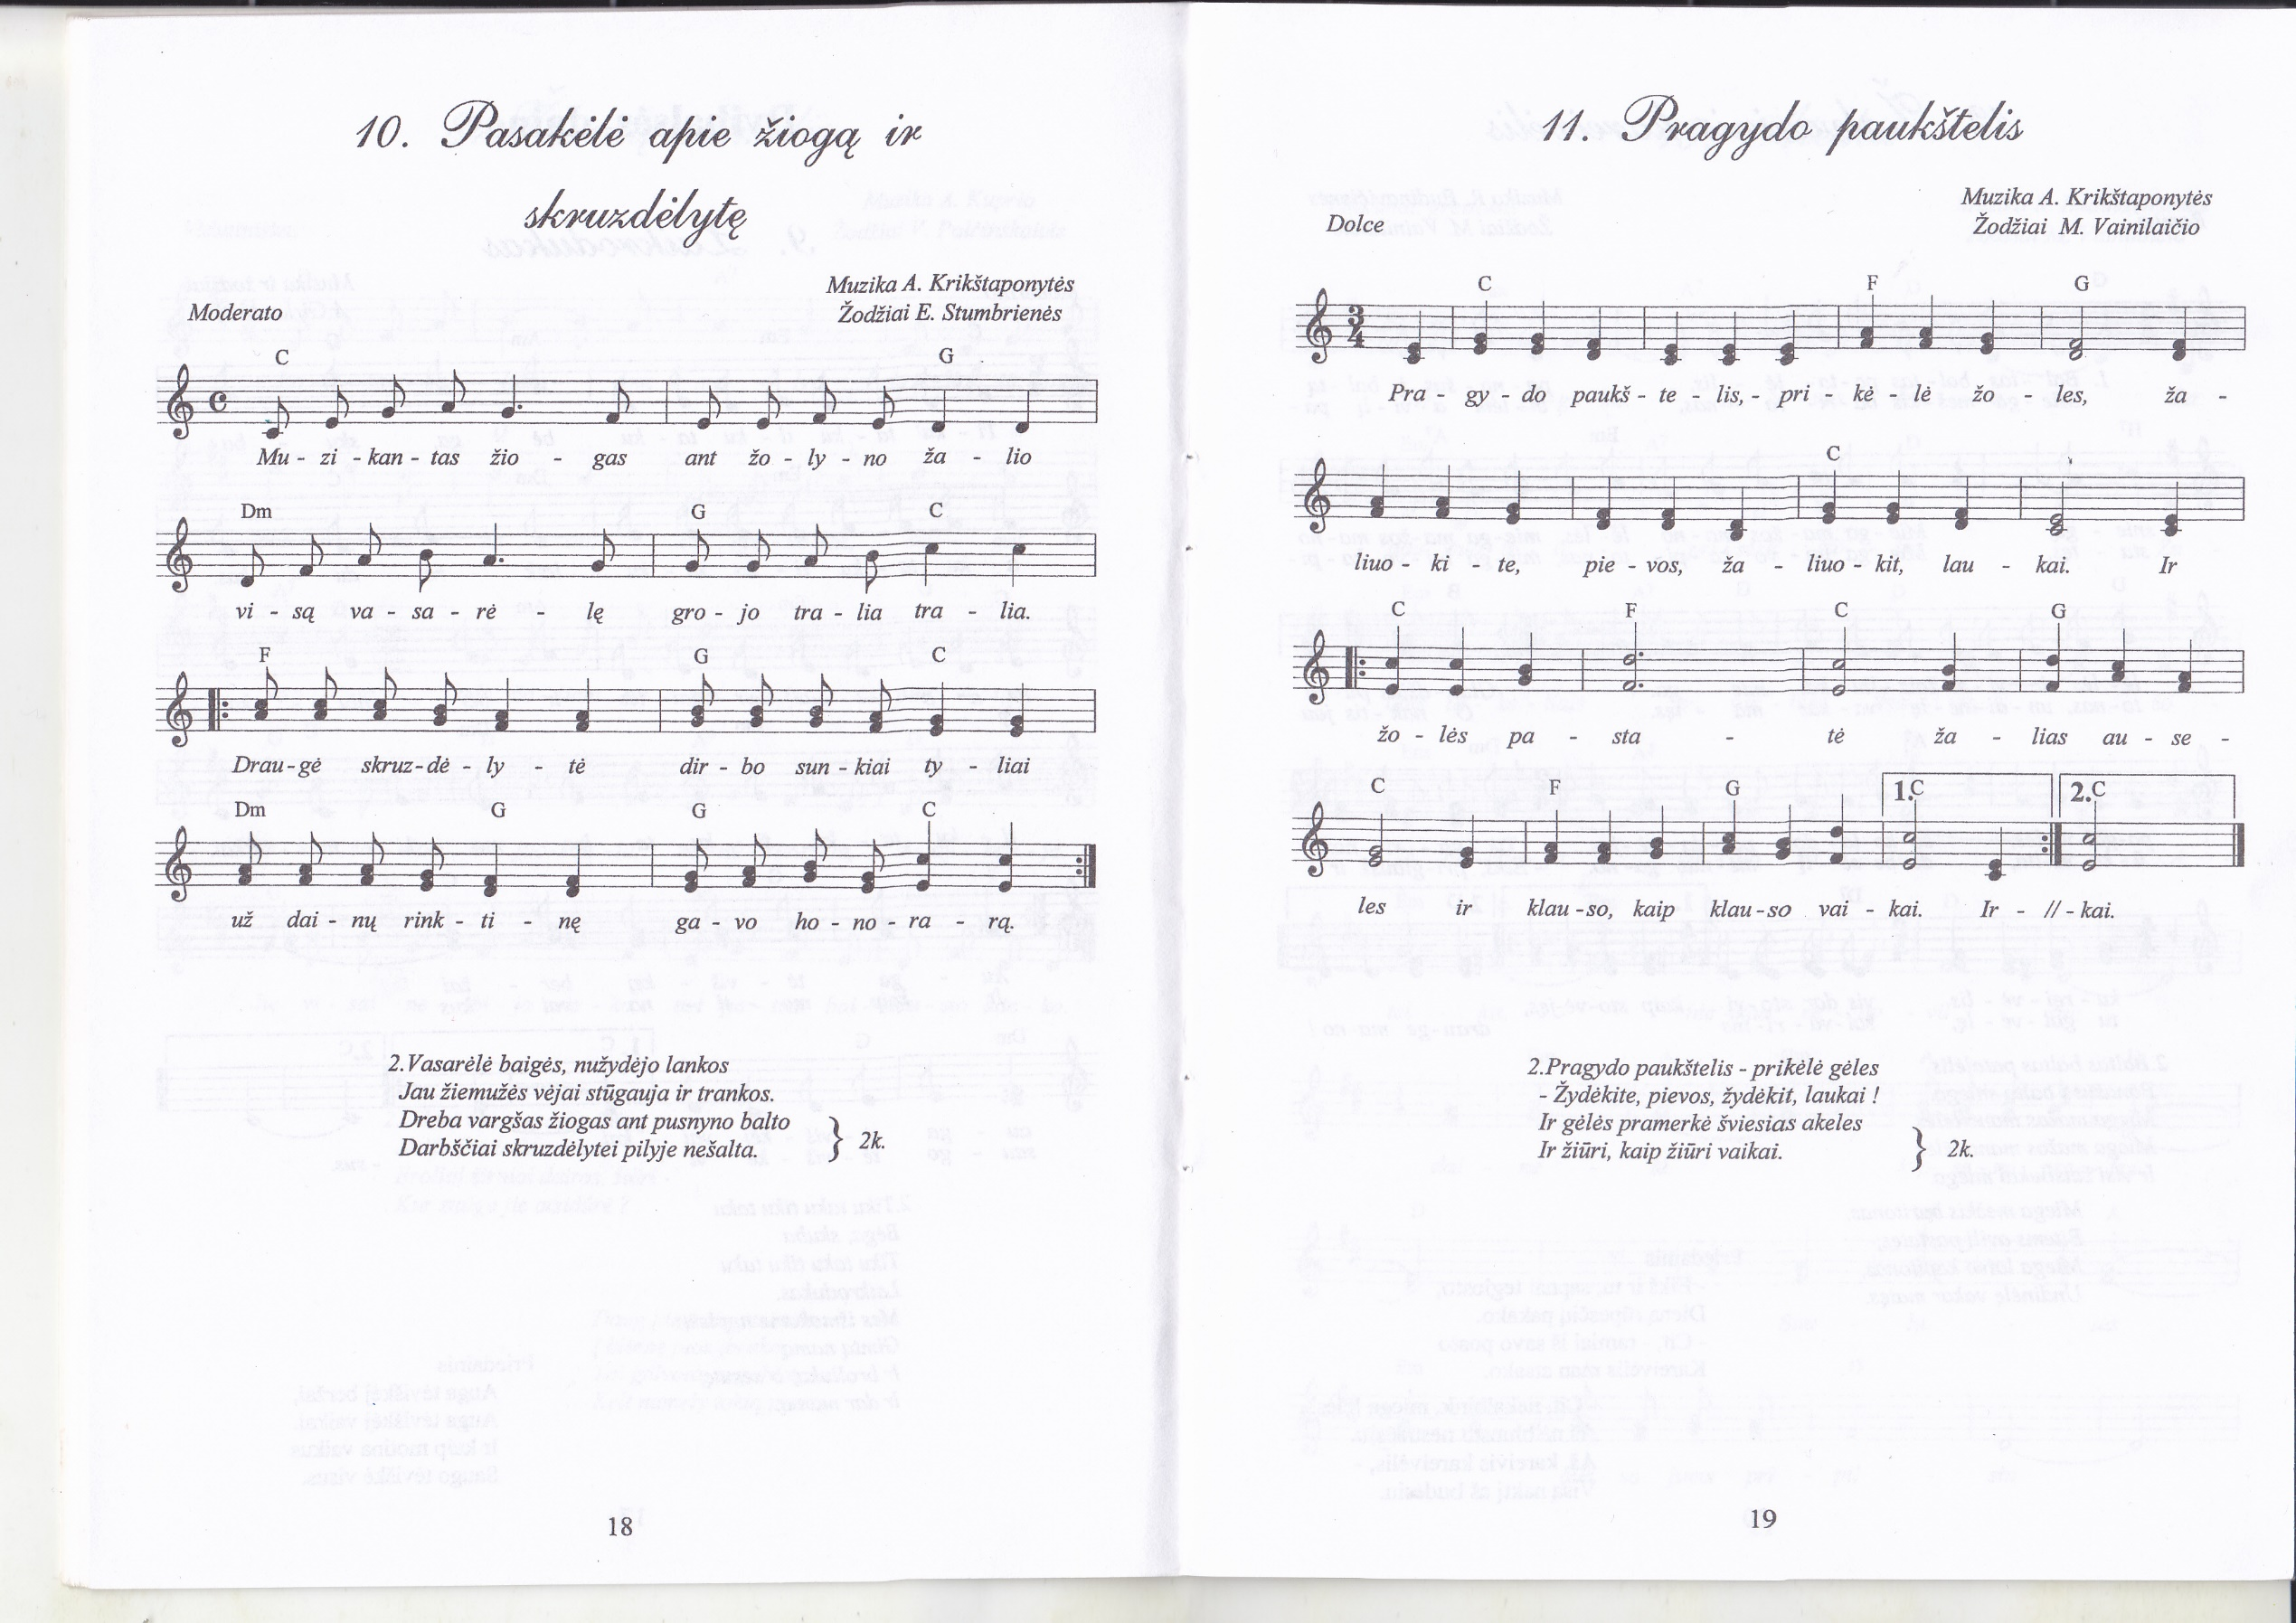 10. Pasakėlė apie žiogą ir
skruzdėlytę
Muzika A. Krikštaponytės
Moderato
Žodžiai E. Stumbrienės
C G
Mu - zi - kan - tas žio - gas ant žo - ly - no ža - lio
Dm G C
vi - są va - sa - rė - lę gro - jo tra - lia tra - lia.
F G C
Drau - gė skruz - dė - ly - tė dir - bo sun - kiai ty - liai
Dm G G C
už dai - nų rink - ti - nę ga - vo ho - no - ra - rą.
2.Vasarėlė baigės, nužydėjo lankos
Jau žiemužės vėjai stūgauja ir trankos.
Dreba vargšas žiogas ant pusnyno balto
Darbščiai skruzdėlytei pilyje nešalta. } 2k.
18
11. Pragydo paukštelis
Muzika A. Krikštaponytės
Dolce
Žodžiai M. Vainilaičio
C F G
3
4
Pra - gy - do paukš - te - lis, - pri - kė - lė žo - les, ža -
C
liuo - ki - te, pie - vos, ža - liuo - kit, lau - kai. Ir
C F C G
žo - lės pa - sta - tė ža - lias au - se -
C F G 1.C 2.C
les ir klau - so, kaip klau - so vai - kai. Ir - // - kai.
2.Pragydo paukštelis - prikėlė gėles
- Žydėkite, pievos, žydėkit, laukai !
Ir gėlės pramerkė šviesias akeles
Ir žiūri, kaip žiūri vaikai. } 2k.
19